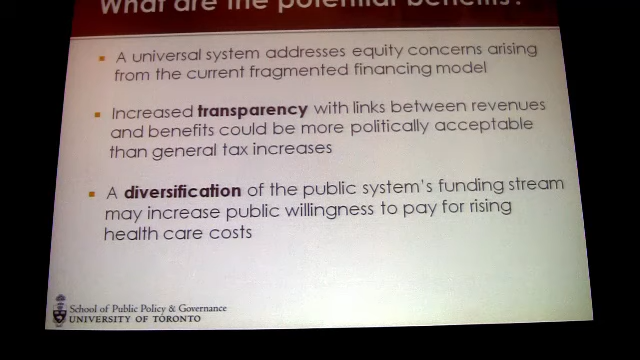 What are the potential benefits?
A universal system addresses equity concerns arising
from the current fragmented financing model
Increased transparency with links between revenues
and benefits could be more politically acceptable
than general tax increases
A diversification of the public system's funding stream
may increase public willingness to pay for rising
health care costs
School of Public Policy & Governance
UNIVERSITY OF TORONTO